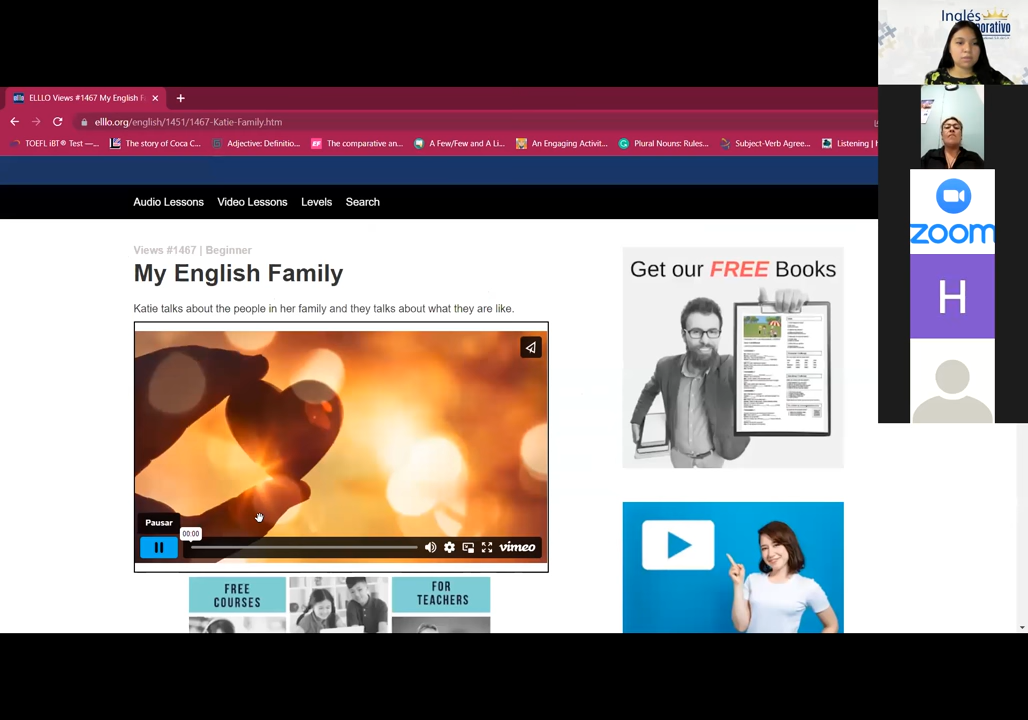 Inglés
orativo
ELLLO Views #1467 My English F
elllo.org/english/1451/1467-Katie-Family.htm
TOEFL iBT® Test —...
The story of Coca C...
Adjective: Definitio...
EF
The comparative an...
A Few/Few and A Li...
An Engaging Activit...
Plural Nouns: Rules...
Subject-Verb Agree...
Listening |
Audio Lessons
Video Lessons
Levels
Search
Views #1467 | Beginner
My English Family
Katie talks about the people in her family and they talks about what they are like.
Get our FREE Books
Pausar
00:00
vimeo
FREE
COURSES
FOR
TEACHERS
zoom
H